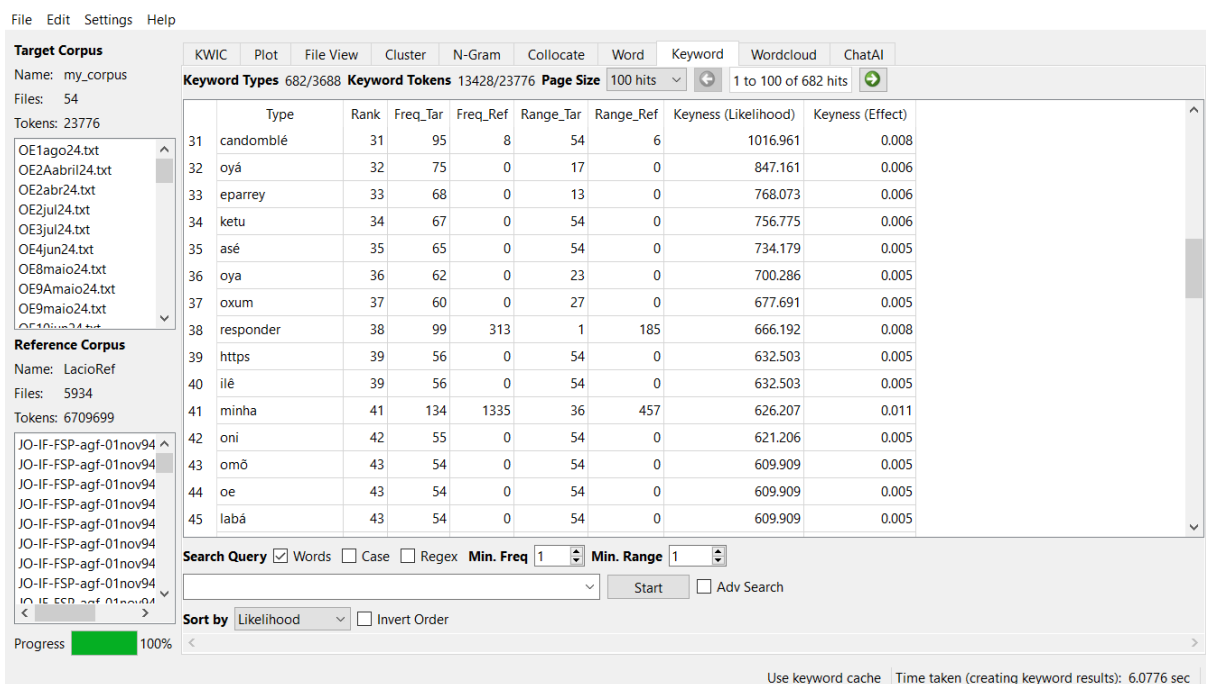 File Edit Settings Help
Target Corpus
Name: my_corpus
Files: 54
Tokens: 23776
OE1ago24.txt
OE2Aabril24.txt
OE2abr24.txt
OE2jul24.txt
OE3jul24.txt
OE4jun24.txt
OE8maio24.txt
OE9Amaio24.txt
OE9maio24.txt
OE10jun24.txt
Reference Corpus
Name: LacioRef
Files: 5934
Tokens: 6709699
JO-IF-FSP-agf-01nov94
JO-IF-FSP-agf-01nov94
JO-IF-FSP-agf-01nov94
JO-IF-FSP-agf-01nov94
JO-IF-FSP-agf-01nov94
JO-IF-FSP-agf-01nov94
JO-IF-FSP-agf-01nov94
JO-IF-FSP-agf-01nov94
JO-IF-FSP-agf-01nov94
Progress 100%
KWIC Plot File View Cluster N-Gram Collocate Word Keyword Wordcloud ChatAI
Keyword Types 682/3688 Keyword Tokens 13428/23776 Page Size 100 hits 1 to 100 of 682 hits
Type Rank Freq_Tar Freq_Ref Range_Tar Range_Ref Keyness (Likelihood) Keyness (Effect)
31 candomblé 31 95 8 54 6 1016.961 0.008
32 oyá 32 75 0 17 0 847.161 0.006
33 eparrey 33 68 0 13 0 768.073 0.006
34 ketu 34 67 0 54 0 756.775 0.006
35 asé 35 65 0 54 0 734.179 0.005
36 oya 36 62 0 23 0 700.286 0.005
37 oxum 37 60 0 27 0 677.691 0.005
38 responder 38 99 313 1 185 666.192 0.008
39 https 39 56 0 54 0 632.503 0.005
40 ilê 39 56 0 54 0 632.503 0.005
41 minha 41 134 1335 36 457 626.207 0.011
42 oni 42 55 0 54 0 621.206 0.005
43 omõ 43 54 0 54 0 609.909 0.005
44 oe 43 54 0 54 0 609.909 0.005
45 labá 43 54 0 54 0 609.909 0.005
Search Query Words Case Regex Min. Freq 1 Min. Range 1
Start Adv Search
Sort by Likelihood Invert Order
Use keyword cache Time taken (creating keyword results): 6.0776 sec